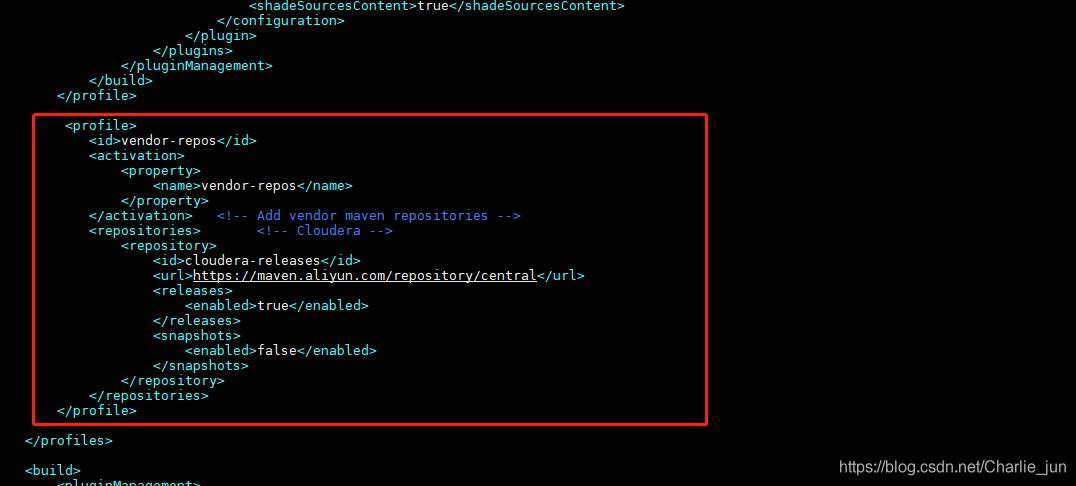 <shadeSourcesContent>true</shadeSourcesContent>
</configuration>
</plugin>
</plugins>
</pluginManagement>
</build>
</profile>
<profile>
<id>vendor-repos</id>
<activation>
<property>
<name>vendor-repos</name>
</property>
</activation> <!-- Add vendor maven repositories -->
<repositories> <!-- Cloudera -->
<repository>
<id>cloudera-releases</id>
<url>https://maven.aliyun.com/repository/central</url>
<releases>
<enabled>true</enabled>
</releases>
<snapshots>
<enabled>false</enabled>
</snapshots>
</repository>
</repositories>
</profile>
</profiles>
<build>
<pluginManagement>
https://blog.csdn.net/Charlie_jun